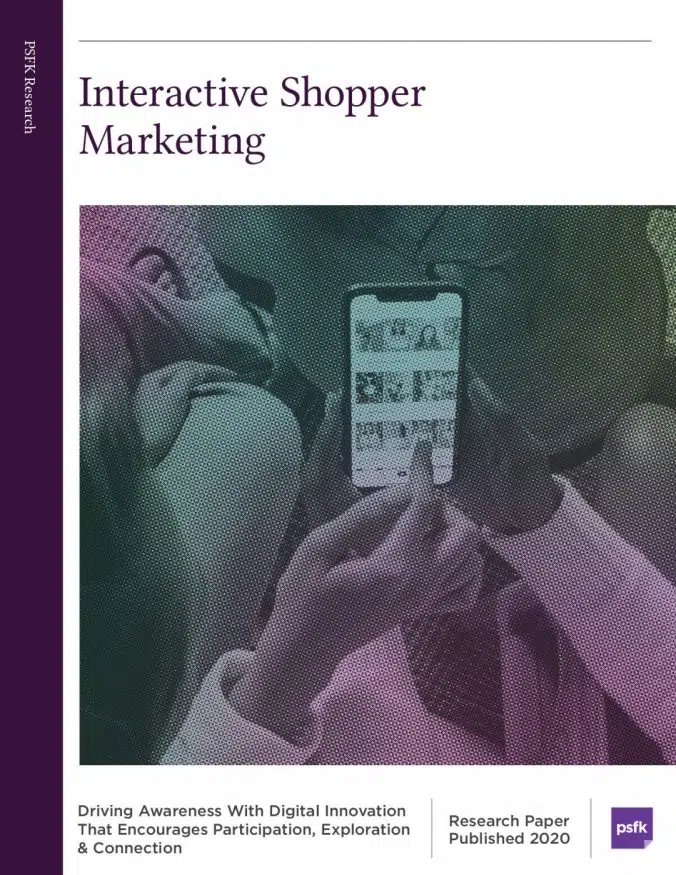 PSFK Research
Interactive Shopper
Marketing
Driving Awareness With Digital Innovation
That Encourages Participation, Exploration
& Connection
Research Paper
Published 2020
psfk